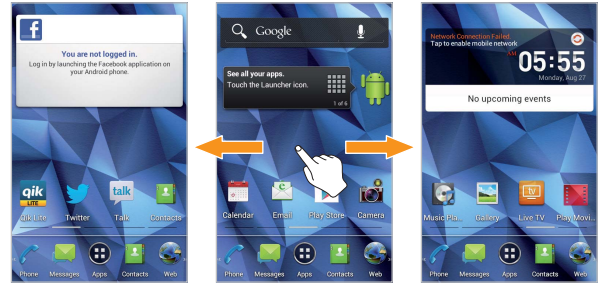 f
You are not logged in.
Log in by launching the Facebook application on
your Android phone.
qik
LITE
talk
Qik Lite
Twitter
Talk
Contacts
Phone
Messages
Apps
Contacts
Web
Google
See all your apps.
Touch the Launcher icon.
1 of 6
Calendar
Email
Play Store
Camera
Phone
Messages
Apps
Contacts
Web
Network Connection Failed
Tap to enable mobile network
AM
05:55
Monday, Aug 27
No upcoming events
tv
Music Pla..
Gallery
Live TV
Play Movi..
Phone
Messages
Apps
Contacts
Web